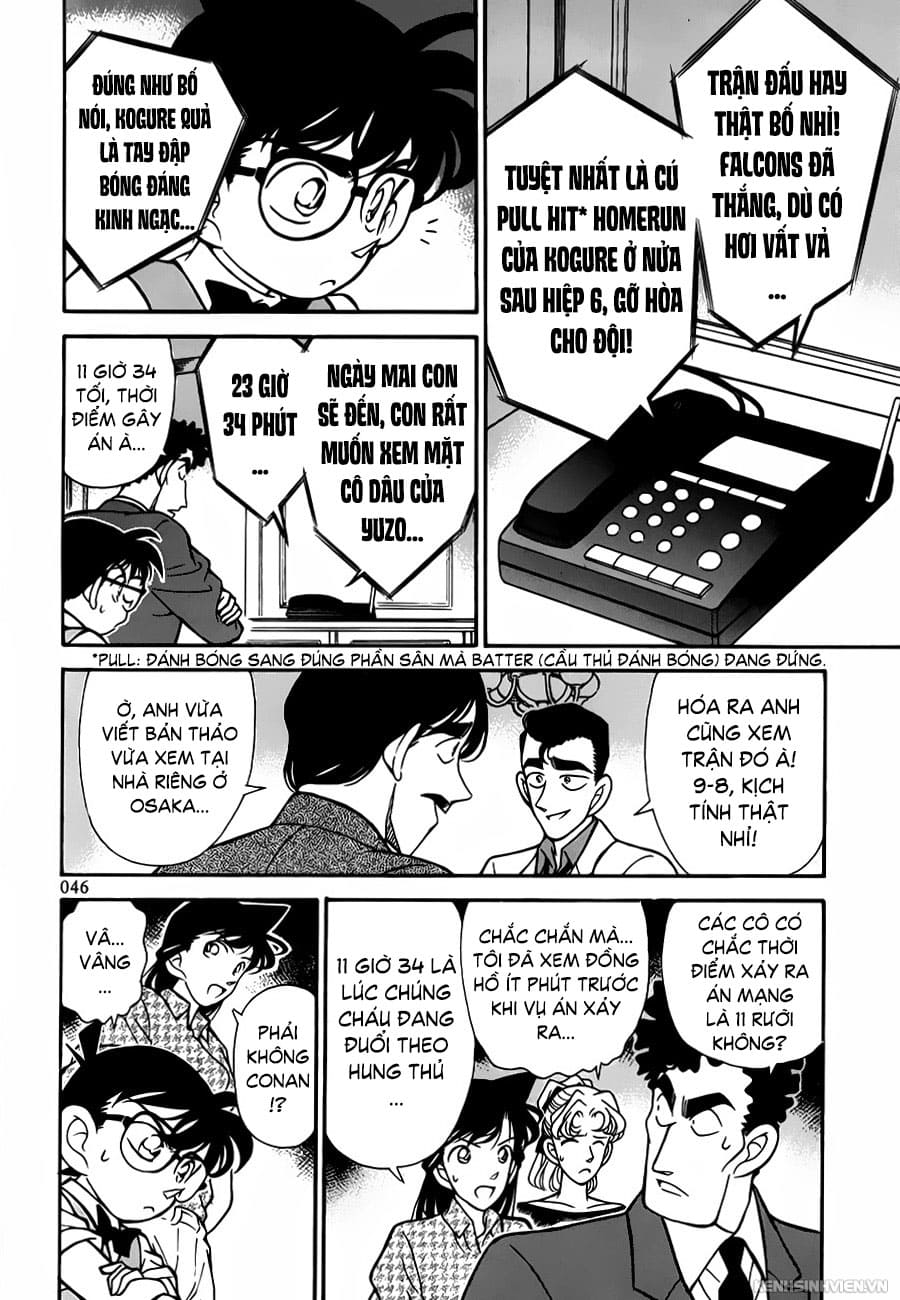 TRẬN ĐẤU HAY
THẬT BỐ NHỈ!
FALCONS ĐÃ
THẮNG, DÙ CÓ
HƠI VẤT VẢ
...
TUYỆT NHẤT LÀ CÚ
PULL HIT* HOMERUN
CỦA KOGURE Ở NỬA
SAU HIỆP 6, GỠ HÒA
CHO ĐỘI!
ĐÚNG NHƯ BỐ
NÓI, KOGURE QUẢ
LÀ TAY ĐẬP
BÓNG ĐÁNG
KINH NGẠC...
NGÀY MAI CON
SẼ ĐẾN, CON RẤT
MUỐN XEM MẶT
CÔ DÂU CỦA
YUZO...
23 GIỜ
34 PHÚT
...
11 GIỜ 34
TỐI, THỜI
ĐIỂM GÂY
ÁN À...
*PULL: ĐÁNH BÓNG SANG ĐÚNG PHẦN SÂN MÀ BATTER (CẦU THỦ ĐÁNH BÓNG) ĐANG ĐỨNG.
HÓA RA ANH
CŨNG XEM
TRẬN ĐÓ À!
9-8, KỊCH
TÍNH THẬT
NHỈ!
Ờ, ANH VỪA
VIẾT BẢN THẢO
VỪA XEM TẠI
NHÀ RIÊNG Ở
OSAKA...
046
CÁC CÔ CÓ
CHẮC THỜI
ĐIỂM XẢY RA
ÁN MẠNG
LÀ 11 RƯỠI
KHÔNG?
CHẮC CHẮN MÀ...
TÔI ĐÃ XEM ĐỒNG
HỒ ÍT PHÚT TRƯỚC
KHI VỤ ÁN XẢY
RA...
11 GIỜ 34 LÀ
LÚC CHÚNG
CHÁU ĐANG
ĐUỔI THEO
HUNG THỦ
...
PHẢI
KHÔNG
CONAN
!?
VÂ...
VÂNG
...
KENHSINHVIEN.VN